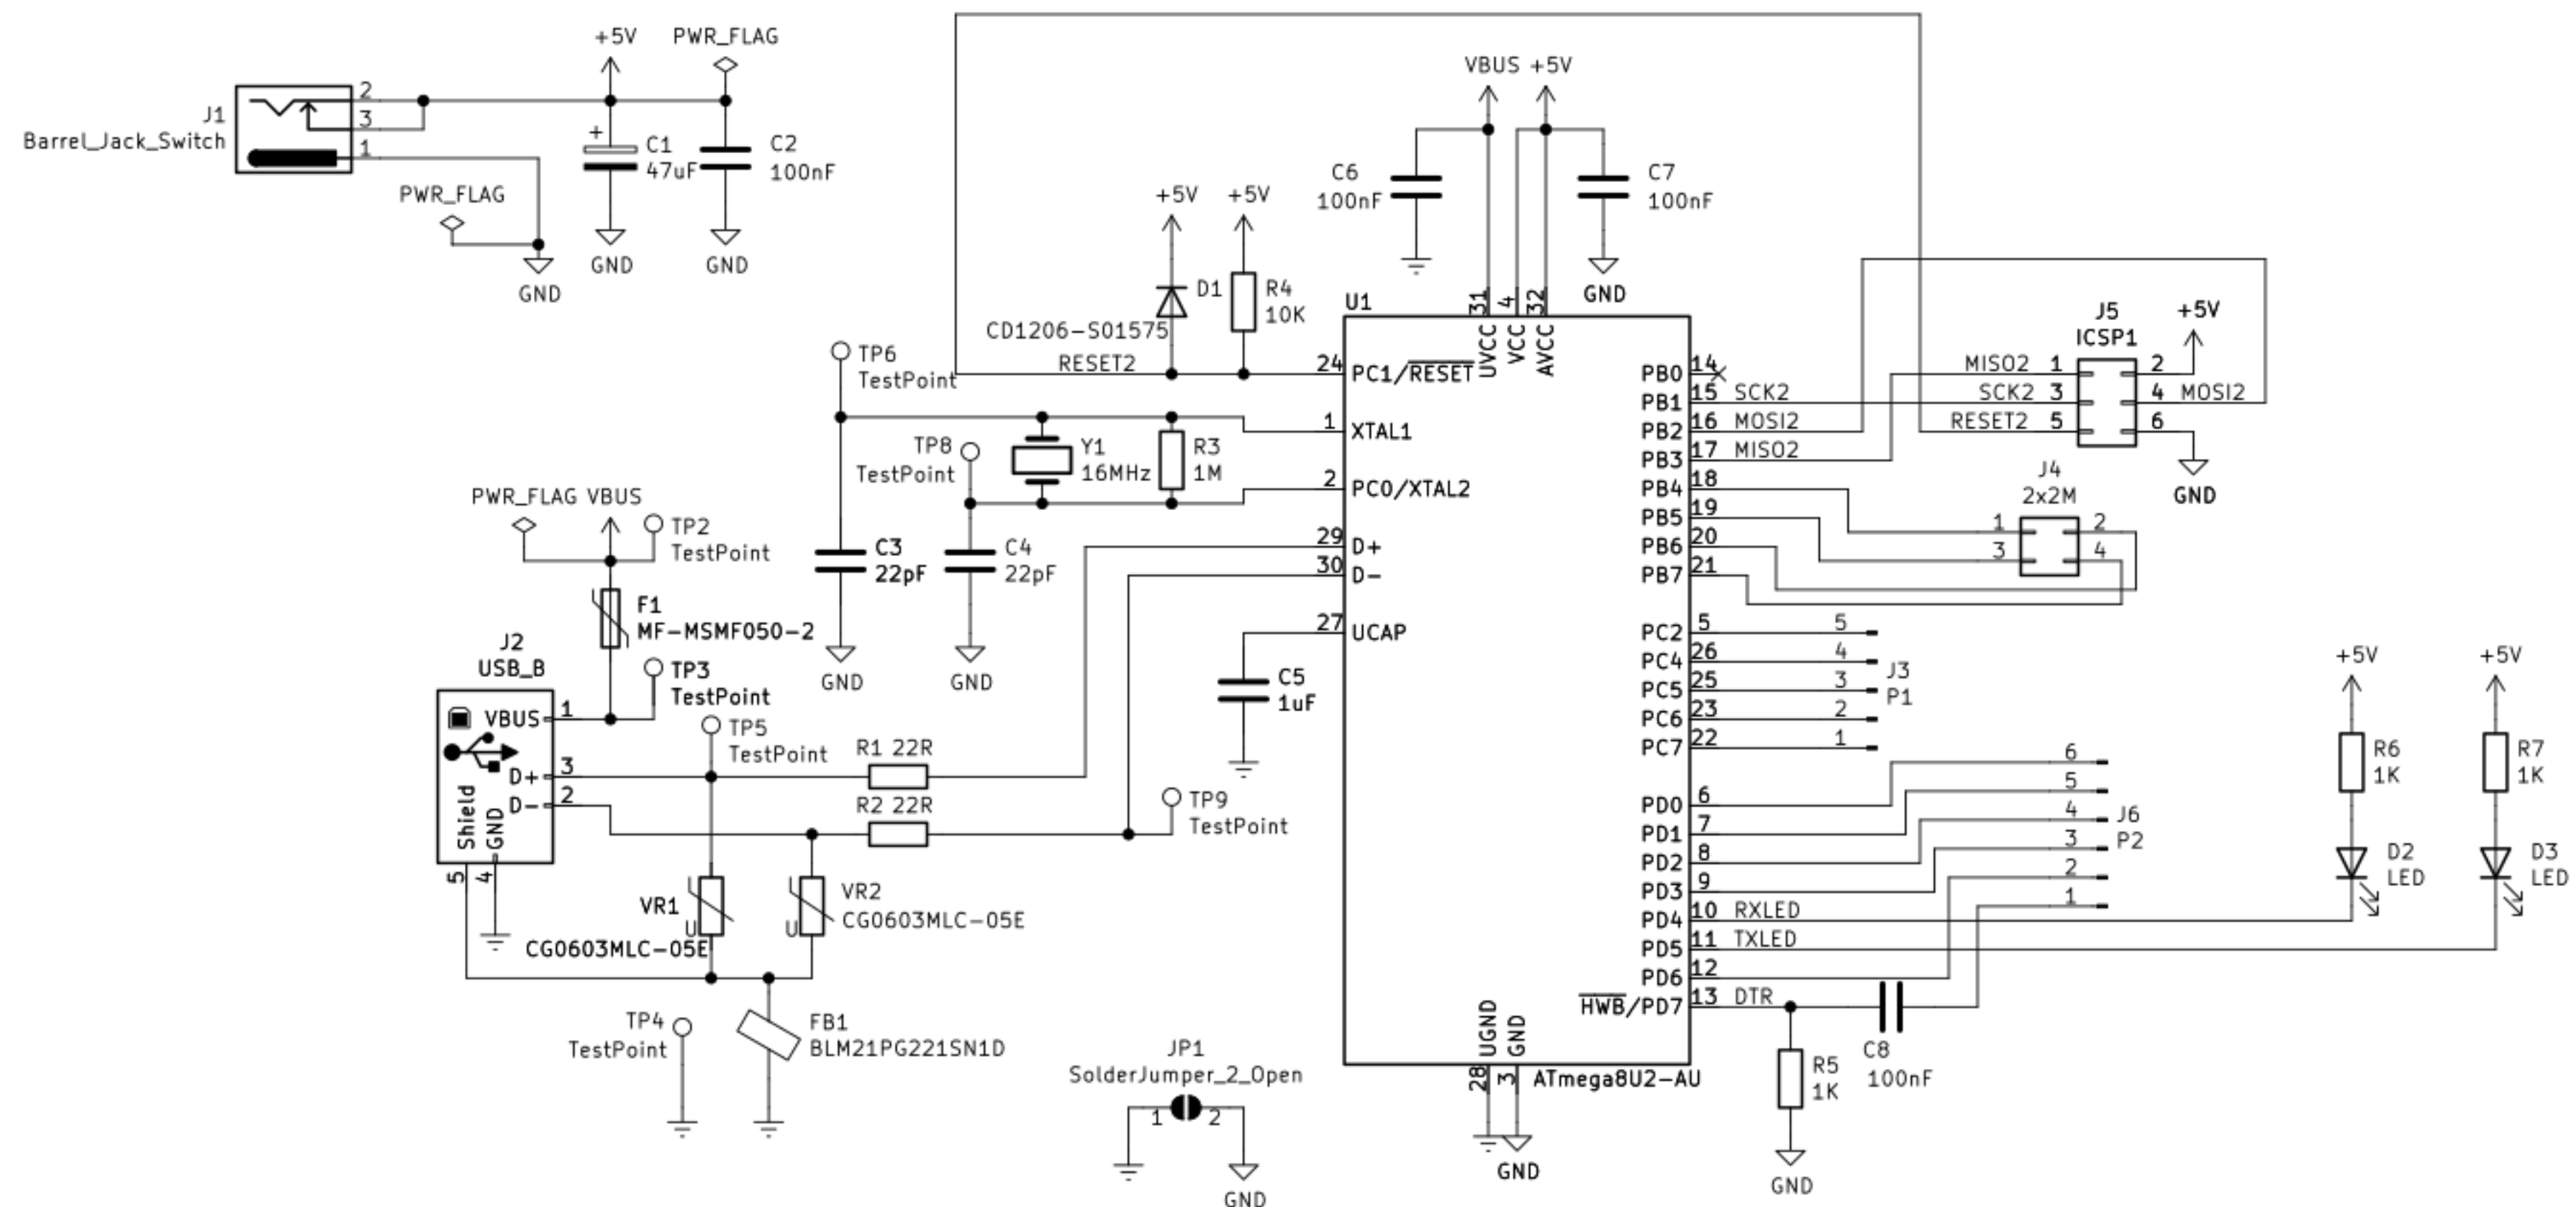 +5V
PWR_FLAG
J1
Barrel_Jack_Switch
2
3
1
+
C1
47uF
C2
100nF
PWR_FLAG
GND
GND
GND
VBUS
+5V
C6
100nF
C7
100nF
GND
+5V
+5V
D1
CD1206-S01575
R4
10K
RESET2
TP6
TestPoint
TP8
TestPoint
Y1
16MHz
R3
1M
C3
22pF
C4
22pF
GND
GND
PWR_FLAG
VBUS
TP2
TestPoint
F1
MF-MSMF050-2
J2
USB_B
TP3
TestPoint
VBUS
1
D+
3
D-
2
Shield
GND
5
4
TP5
TestPoint
R1 22R
R2 22R
TP9
TestPoint
VR1
U
CG0603MLC-05E
VR2
U
CG0603MLC-05E
TP4
TestPoint
FB1
BLM21PG221SN1D
JP1
SolderJumper_2_Open
1
2
GND
C5
1uF
U1
31
4
32
UVCC
VCC
AVCC
24
PC1/RESET
1
XTAL1
2
PC0/XTAL2
29
D+
30
D-
27
UCAP
UGND
GND
28
3
ATmega8U2-AU
GND
PB0
14
PB1
15
SCK2
PB2
16
MOSI2
PB3
17
MISO2
PB4
18
PB5
19
PB6
20
PB7
21
PC2
5
PC4
26
PC5
25
PC6
23
PC7
22
PD0
6
PD1
7
PD2
8
PD3
9
PD4
10
RXLED
PD5
11
TXLED
PD6
12
HWB/PD7
13
DTR
J5
ICSP1
+5V
MISO2
1
2
SCK2
3
4
MOSI2
RESET2
5
6
GND
J4
2x2M
1
2
3
4
5
4
3
2
1
J3
P1
6
5
4
3
2
1
J6
P2
C8
100nF
R5
1K
GND
+5V
+5V
R6
1K
R7
1K
D2
LED
D3
LED